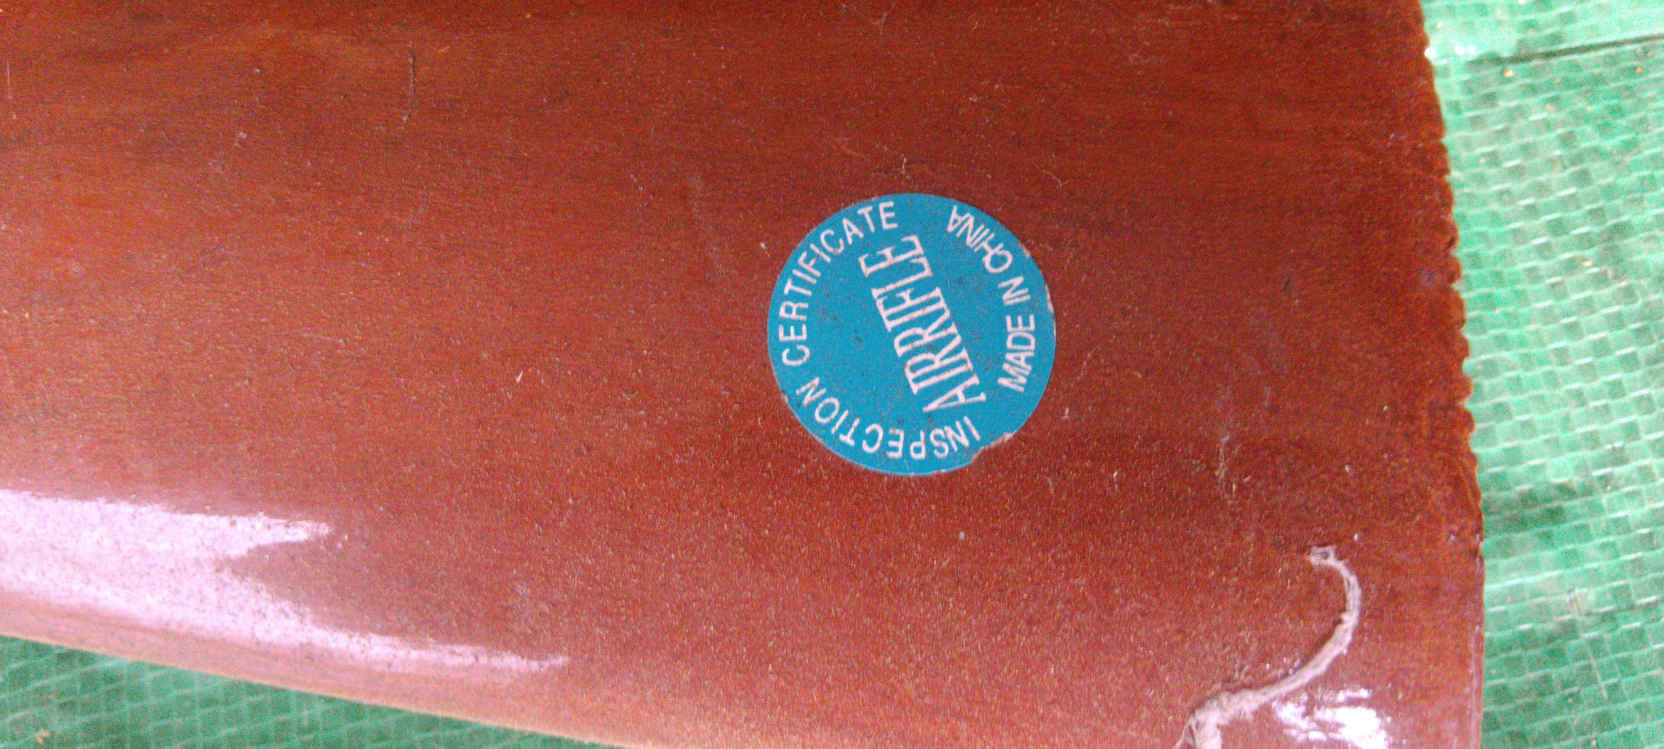 INSPECTION CERTIFICATE
AIRRIFLE
MADE IN CHINA